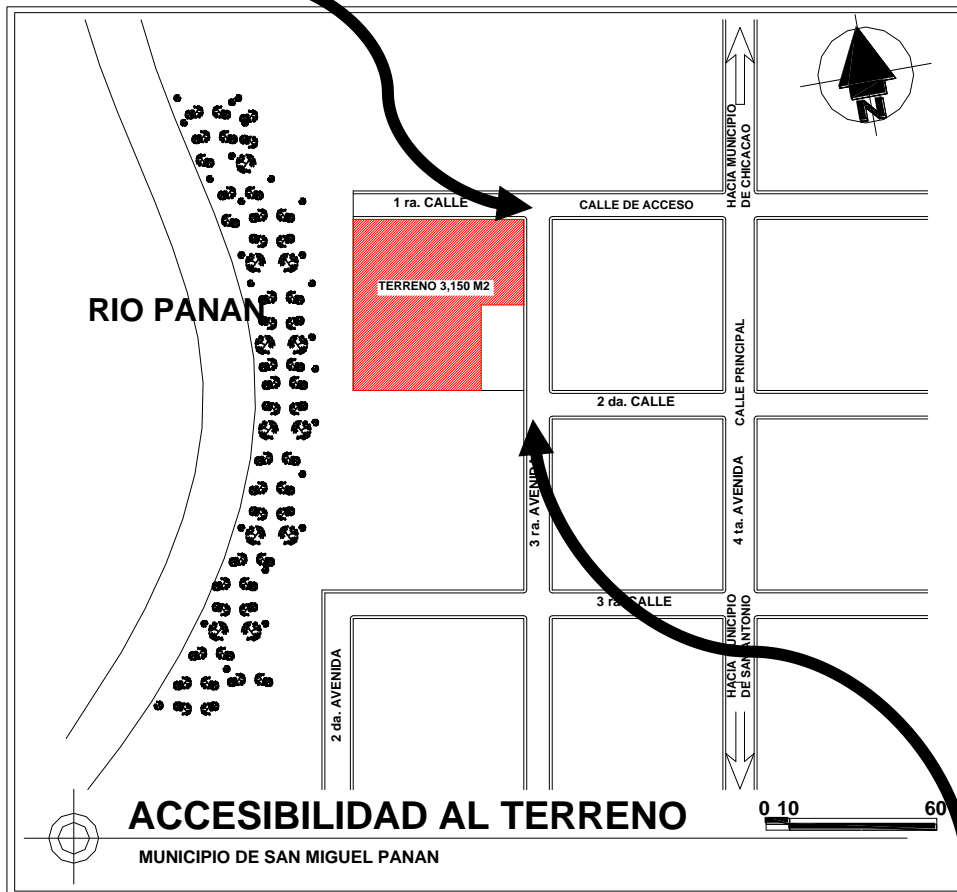 HACIA MUNICIPIO
DE CHICACAO
N
1 ra. CALLE
CALLE DE ACCESO
TERRENO 3,150 M2
RIO PANAN
CALLE PRINCIPAL
2 da. CALLE
3 ra. AVENIDA
4 ta. AVENIDA
3 ra. CALLE
HACIA MUNICIPIO
DE SAN ANTONIO
2 da. AVENIDA
ACCESIBILIDAD AL TERRENO
0 10 60
MUNICIPIO DE SAN MIGUEL PANAN